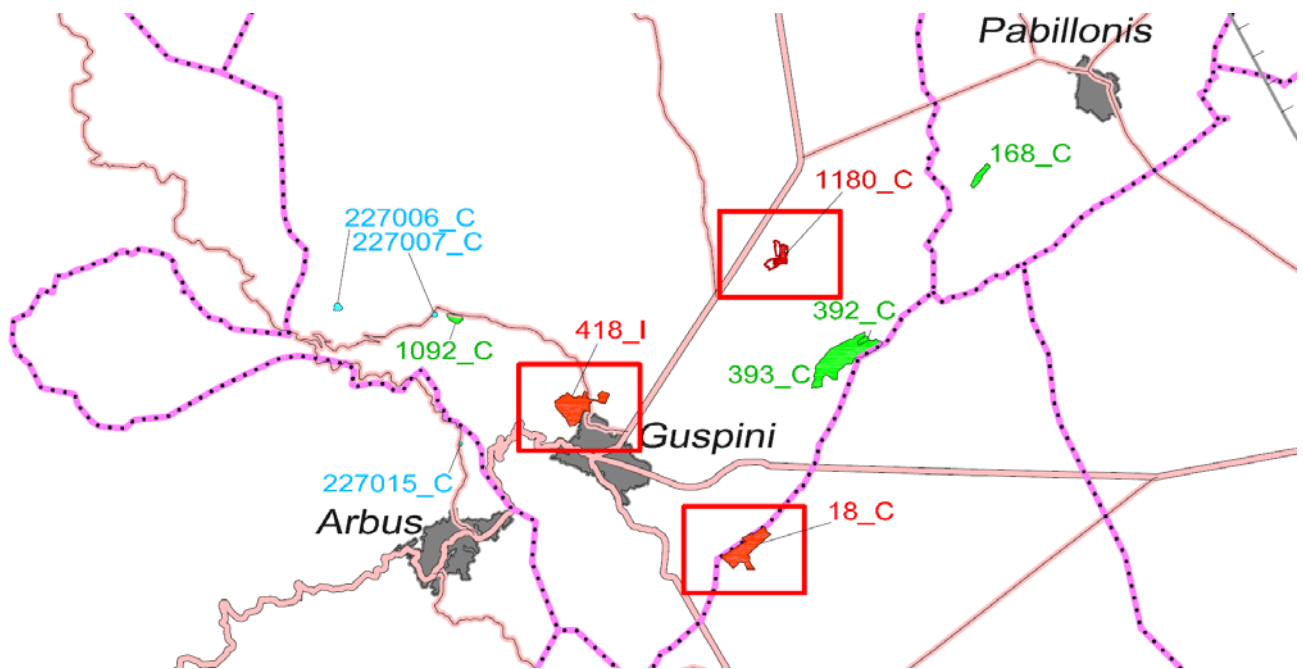 Pabillonis
168_C
1180_C
227006_C
227007_C
392_C
418_I
1092_C
393_C
Guspini
227015_C
18_C
Arbus